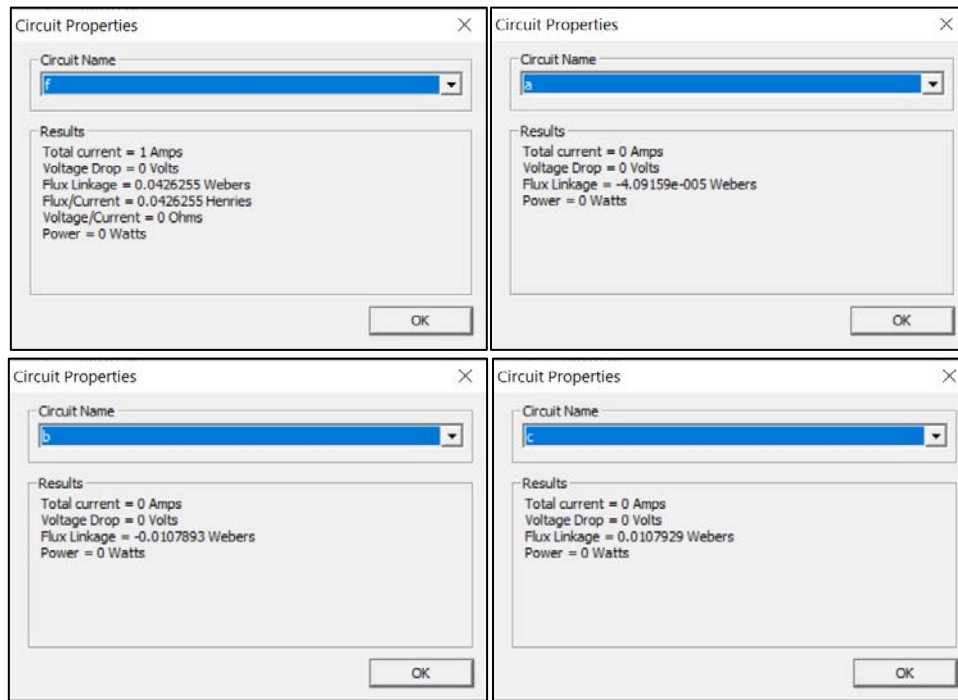 Circuit Properties
Circuit Name
f
Results
Total current = 1 Amps
Voltage Drop = 0 Volts
Flux Linkage = 0.0426255 Webers
Flux/Current = 0.0426255 Henries
Voltage/Current = 0 Ohms
Power = 0 Watts
OK
Circuit Properties
Circuit Name
a
Results
Total current = 0 Amps
Voltage Drop = 0 Volts
Flux Linkage = -4.09159e-005 Webers
Power = 0 Watts
OK
Circuit Properties
Circuit Name
b
Results
Total current = 0 Amps
Voltage Drop = 0 Volts
Flux Linkage = -0.0107893 Webers
Power = 0 Watts
OK
Circuit Properties
Circuit Name
c
Results
Total current = 0 Amps
Voltage Drop = 0 Volts
Flux Linkage = 0.0107929 Webers
Power = 0 Watts
OK